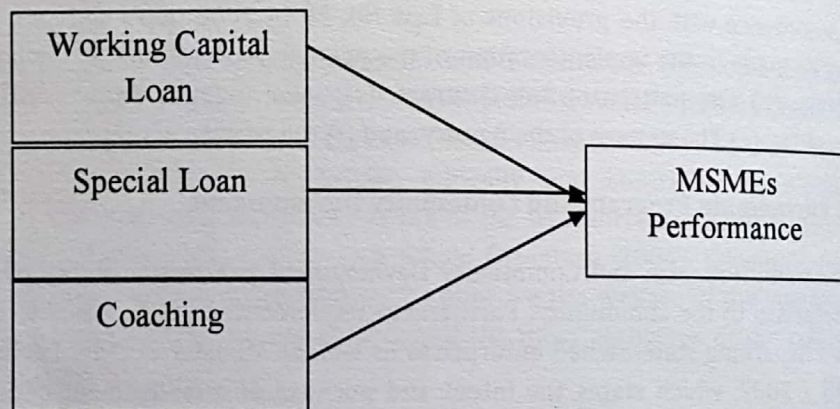 Working Capital
Loan
Special Loan
Coaching
MSMEs
Performance